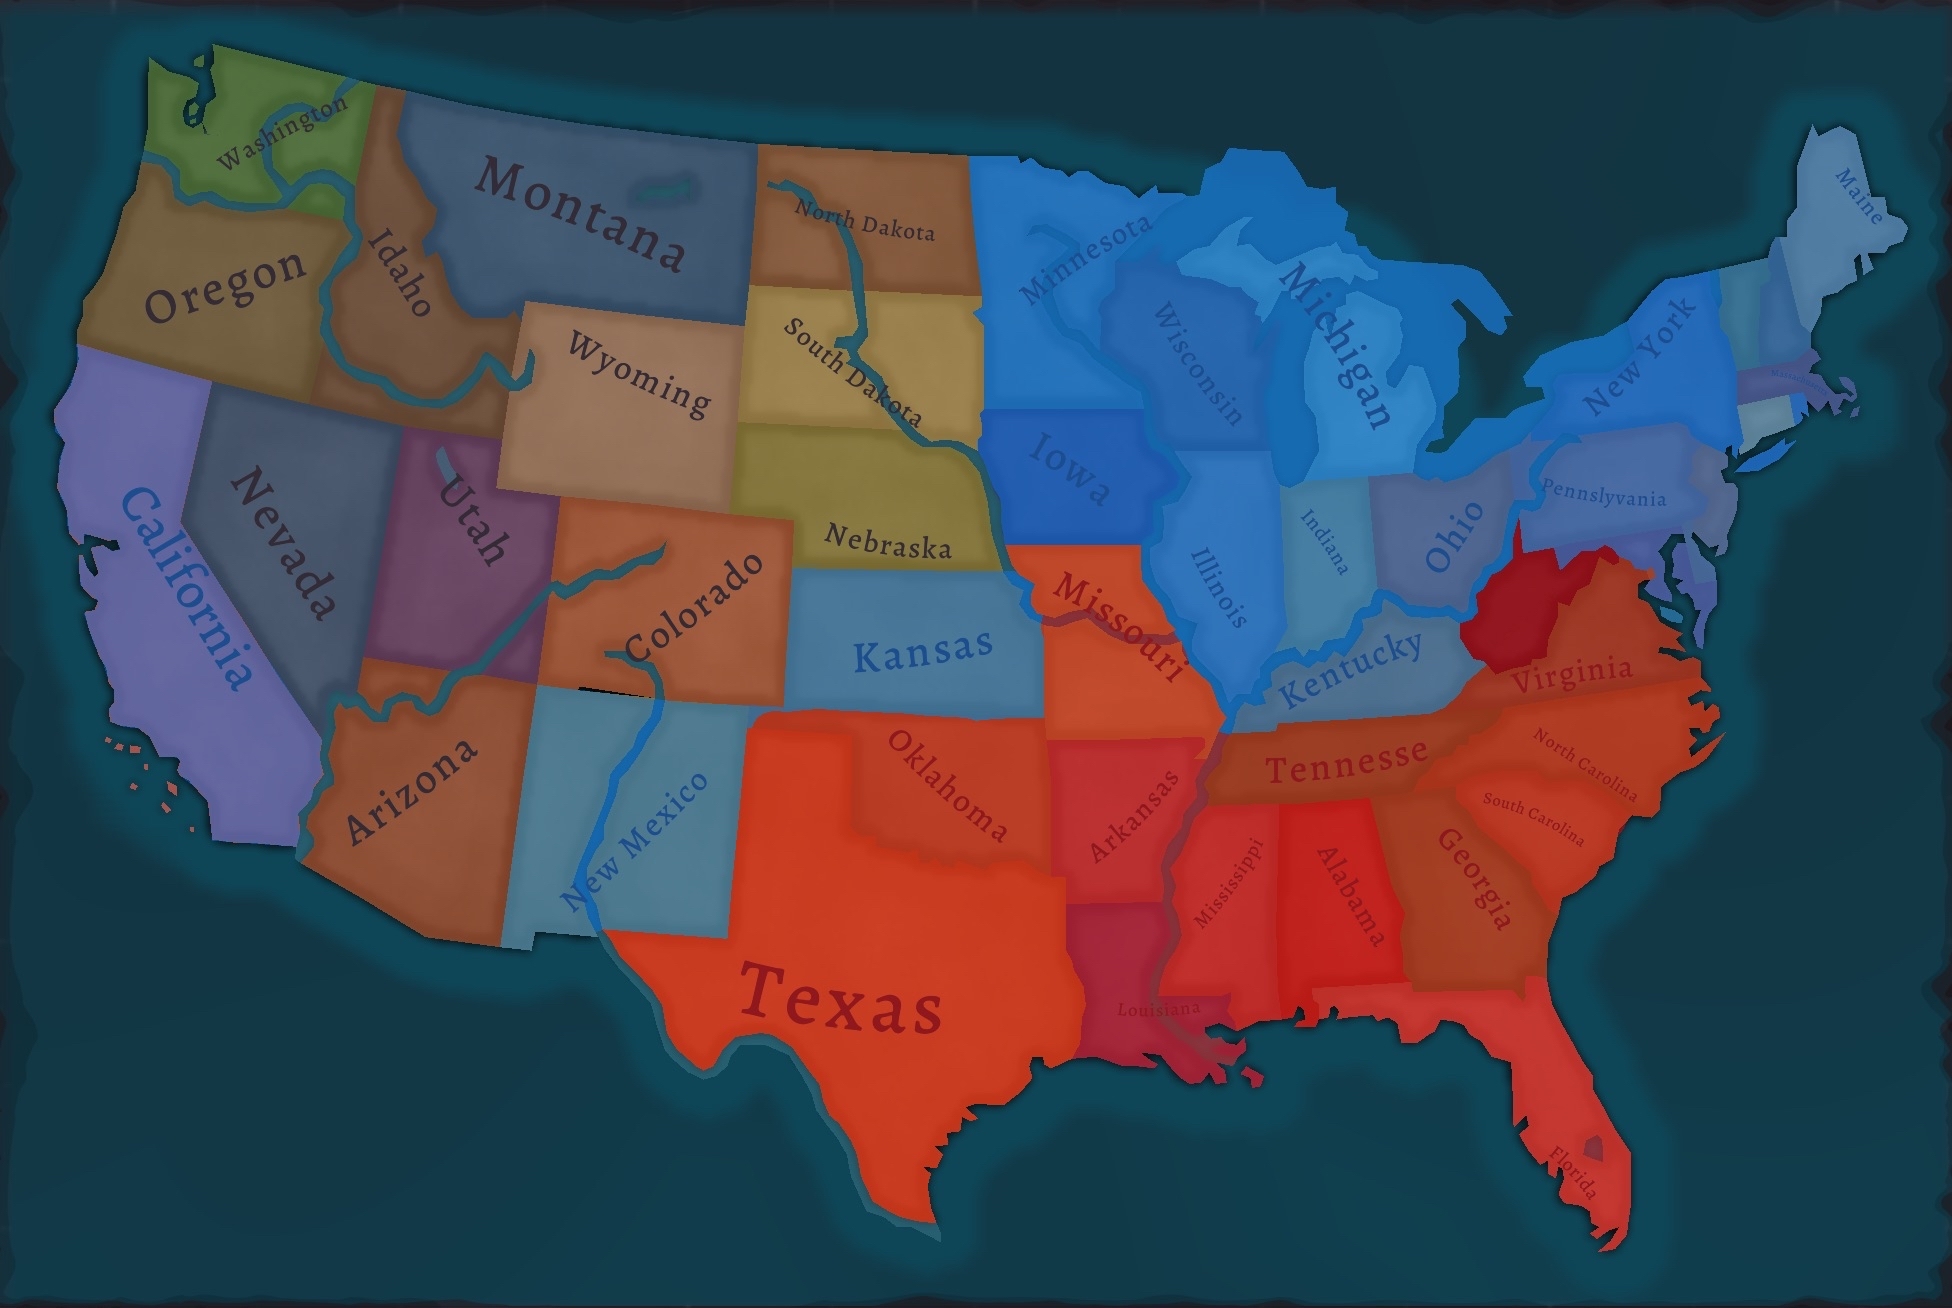 Washington
Montana
North Dakota
Minnesota
Maine
Oregon
Idaho
Wyoming
South Dakota
Wisconsin
Michigan
New York
Massachusetts
Iowa
Pennslyvania
California
Nevada
Utah
Nebraska
Illinois
Indiana
Ohio
Colorado
Kansas
Missouri
Kentucky
Virginia
Arizona
New Mexico
Oklahoma
Arkansas
Tennesse
North Carolina
South Carolina
Mississippi
Alabama
Georgia
Texas
Louisiana
Florida